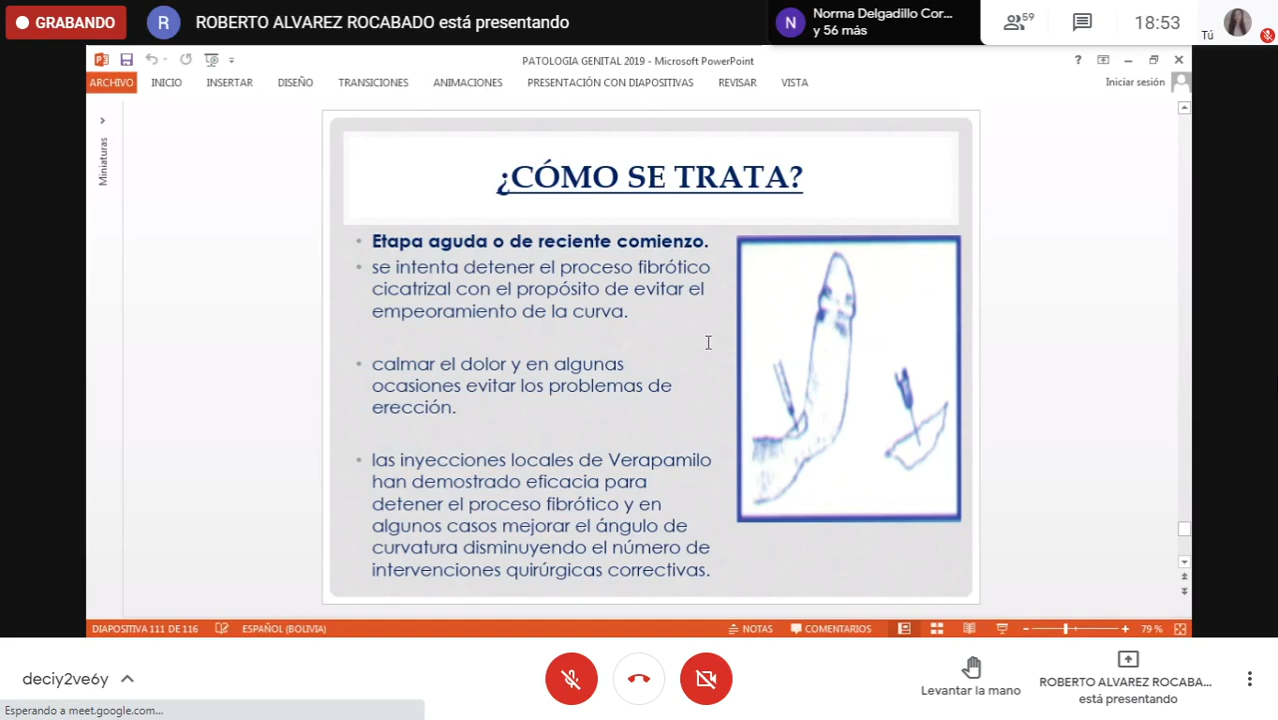 GRABANDO
R
ROBERTO ALVAREZ ROCABADO está presentando
N
Norma Delgadillo Cor...
y 56 más
59
18:53
Tú
PATOLOGIA GENITAL 2019 - Microsoft PowerPoint
?
ARCHIVO INICIO INSERTAR DISEÑO TRANSICIONES ANIMACIONES PRESENTACIÓN CON DIAPOSITIVAS REVISAR VISTA
Iniciar sesión
Miniaturas
¿CÓMO SE TRATA?
• Etapa aguda o de reciente comienzo.
• se intenta detener el proceso fibrótico
cicatrizal con el propósito de evitar el
empeoramiento de la curva.
• calmar el dolor y en algunas
ocasiones evitar los problemas de
erección.
• las inyecciones locales de Verapamilo
han demostrado eficacia para
detener el proceso fibrótico y en
algunos casos mejorar el ángulo de
curvatura disminuyendo el número de
intervenciones quirúrgicas correctivas.
DIAPOSITIVA 111 DE 116 ESPAÑOL (BOLIVIA) NOTAS COMENTARIOS 79 %
deciy2ve6y
Levantar la mano
ROBERTO ALVAREZ ROCABA...
está presentando
Esperando a meet.google.com...